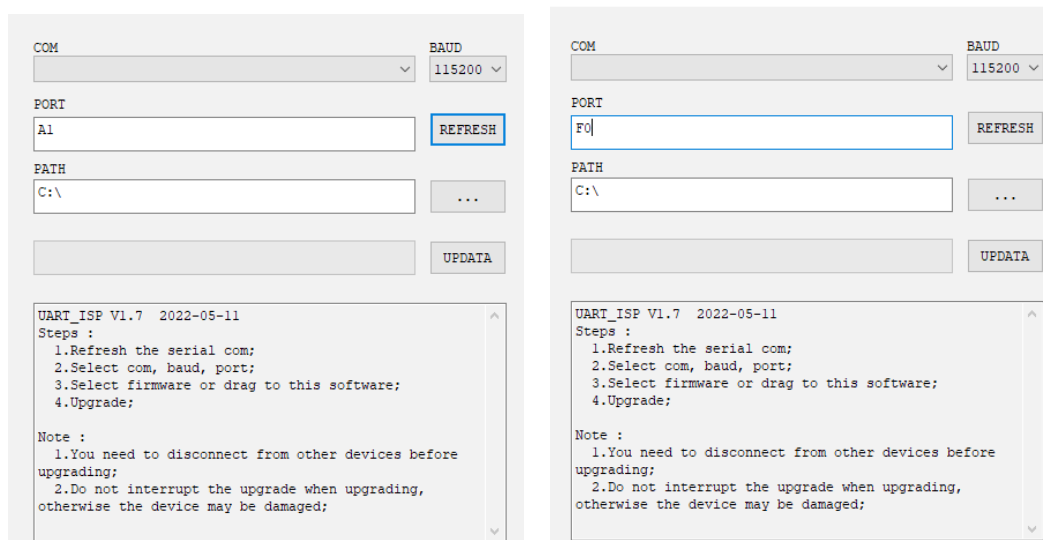 COM BAUD
115200
PORT
A1 REFRESH
PATH
C:\ ...
UPDATA
UART_ISP V1.7 2022-05-11
Steps :
1.Refresh the serial com;
2.Select com, baud, port;
3.Select firmware or drag to this software;
4.Upgrade;
Note :
1.You need to disconnect from other devices before
upgrading;
2.Do not interrupt the upgrade when upgrading,
otherwise the device may be damaged;
COM BAUD
115200
PORT
F0 REFRESH
PATH
C:\ ...
UPDATA
UART_ISP V1.7 2022-05-11
Steps :
1.Refresh the serial com;
2.Select com, baud, port;
3.Select firmware or drag to this software;
4.Upgrade;
Note :
1.You need to disconnect from other devices before
upgrading;
2.Do not interrupt the upgrade when upgrading,
otherwise the device may be damaged;